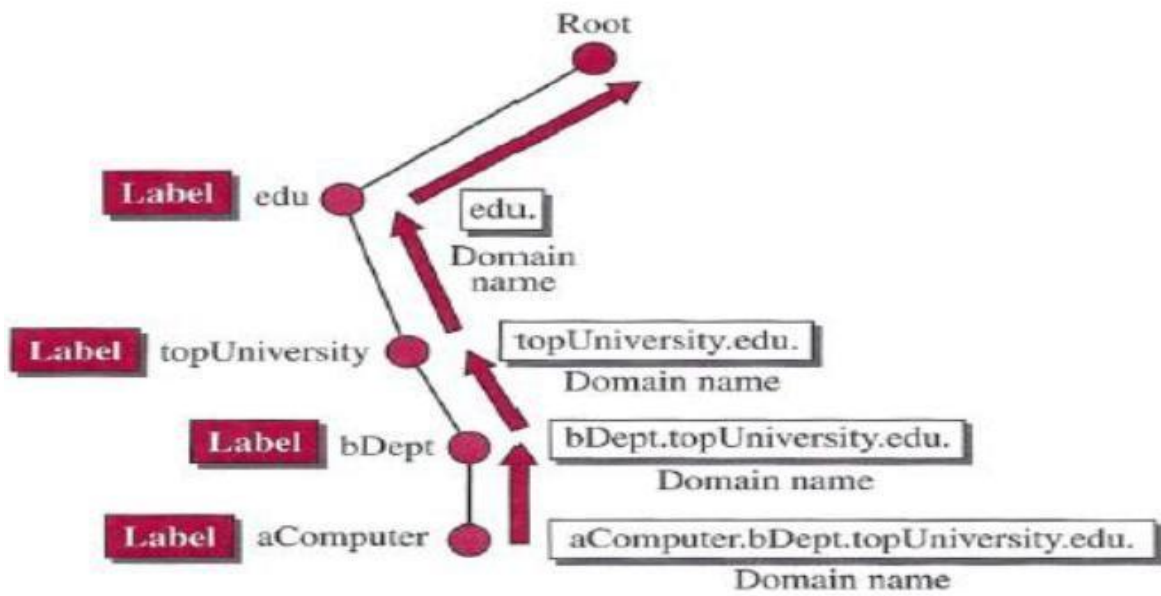 Root
Label edu
edu.
Domain
name
Label topUniversity
topUniversity.edu.
Domain name
Label bDept
bDept.topUniversity.edu.
Domain name
Label aComputer
aComputer.bDept.topUniversity.edu.
Domain name